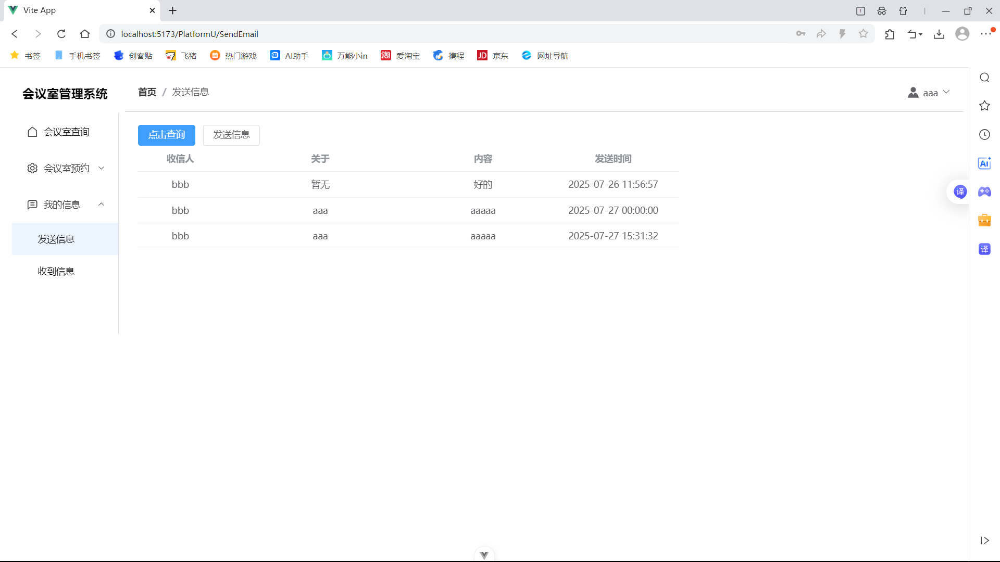 Vite App
1
localhost:5173/PlatformU/SendEmail
书签 手机书签 创客贴 飞猪 热门游戏 AI助手 万能小in 淘 爱淘宝 携程 JD 京东 网址导航
会议室管理系统
首页 / 发送信息
aaa
会议室查询
会议室预约
我的信息
发送信息
收到信息
点击查询 发送信息
收信人 关于 内容 发送时间
bbb 暂无 好的 2025-07-26 11:56:57
bbb aaa aaaaa 2025-07-27 00:00:00
bbb aaa aaaaa 2025-07-27 15:31:32
AI
译
译